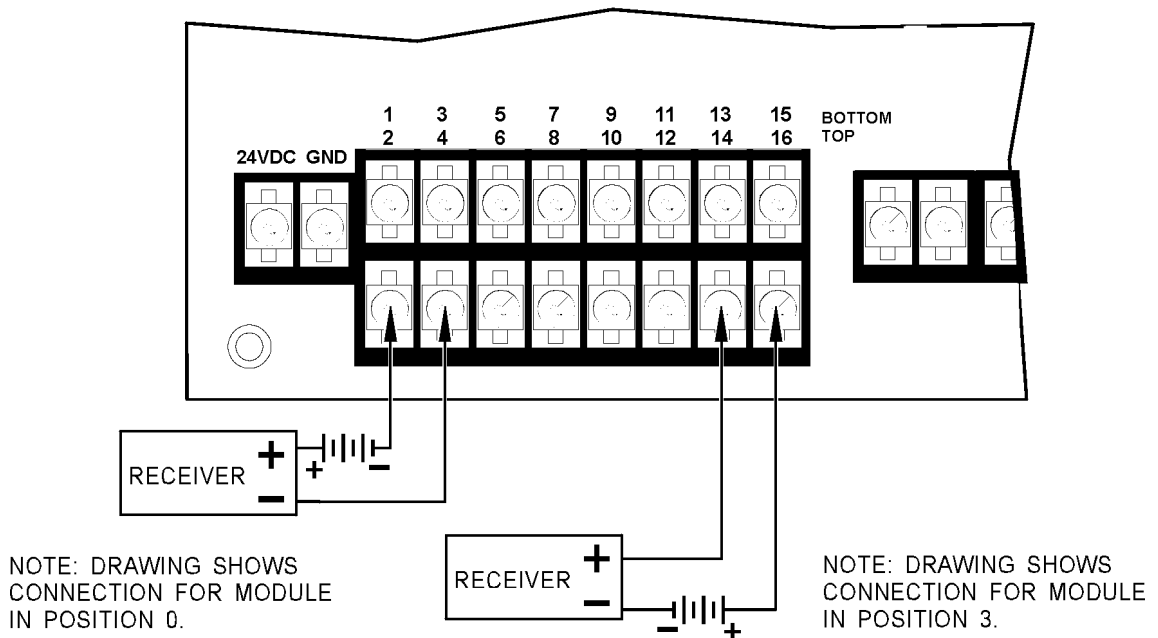 1 3 5 7 9 11 13 15 BOTTOM
2 4 6 8 10 12 14 16 TOP
24VDC GND
RECEIVER + −
+ −
NOTE: DRAWING SHOWS
CONNECTION FOR MODULE
IN POSITION 0.
RECEIVER + −
− +
NOTE: DRAWING SHOWS
CONNECTION FOR MODULE
IN POSITION 3.